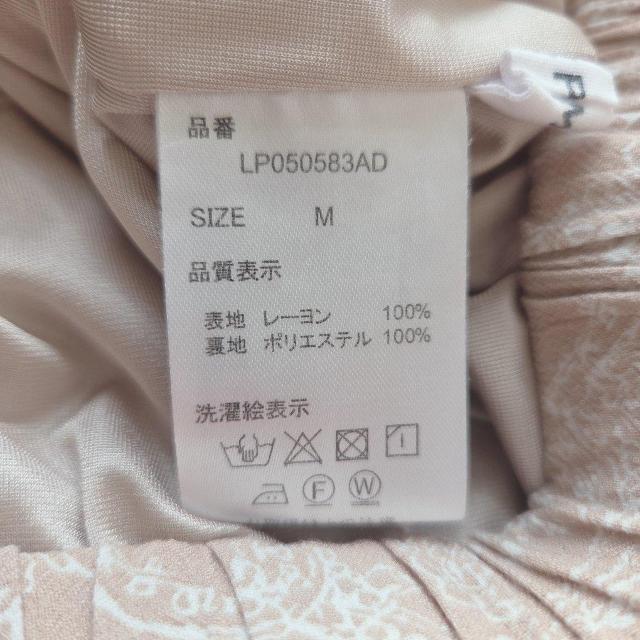 品番
LP050583AD
SIZE M
品質表示
表地 レーヨン 100%
裏地 ポリエステル 100%
洗濯絵表示
F W